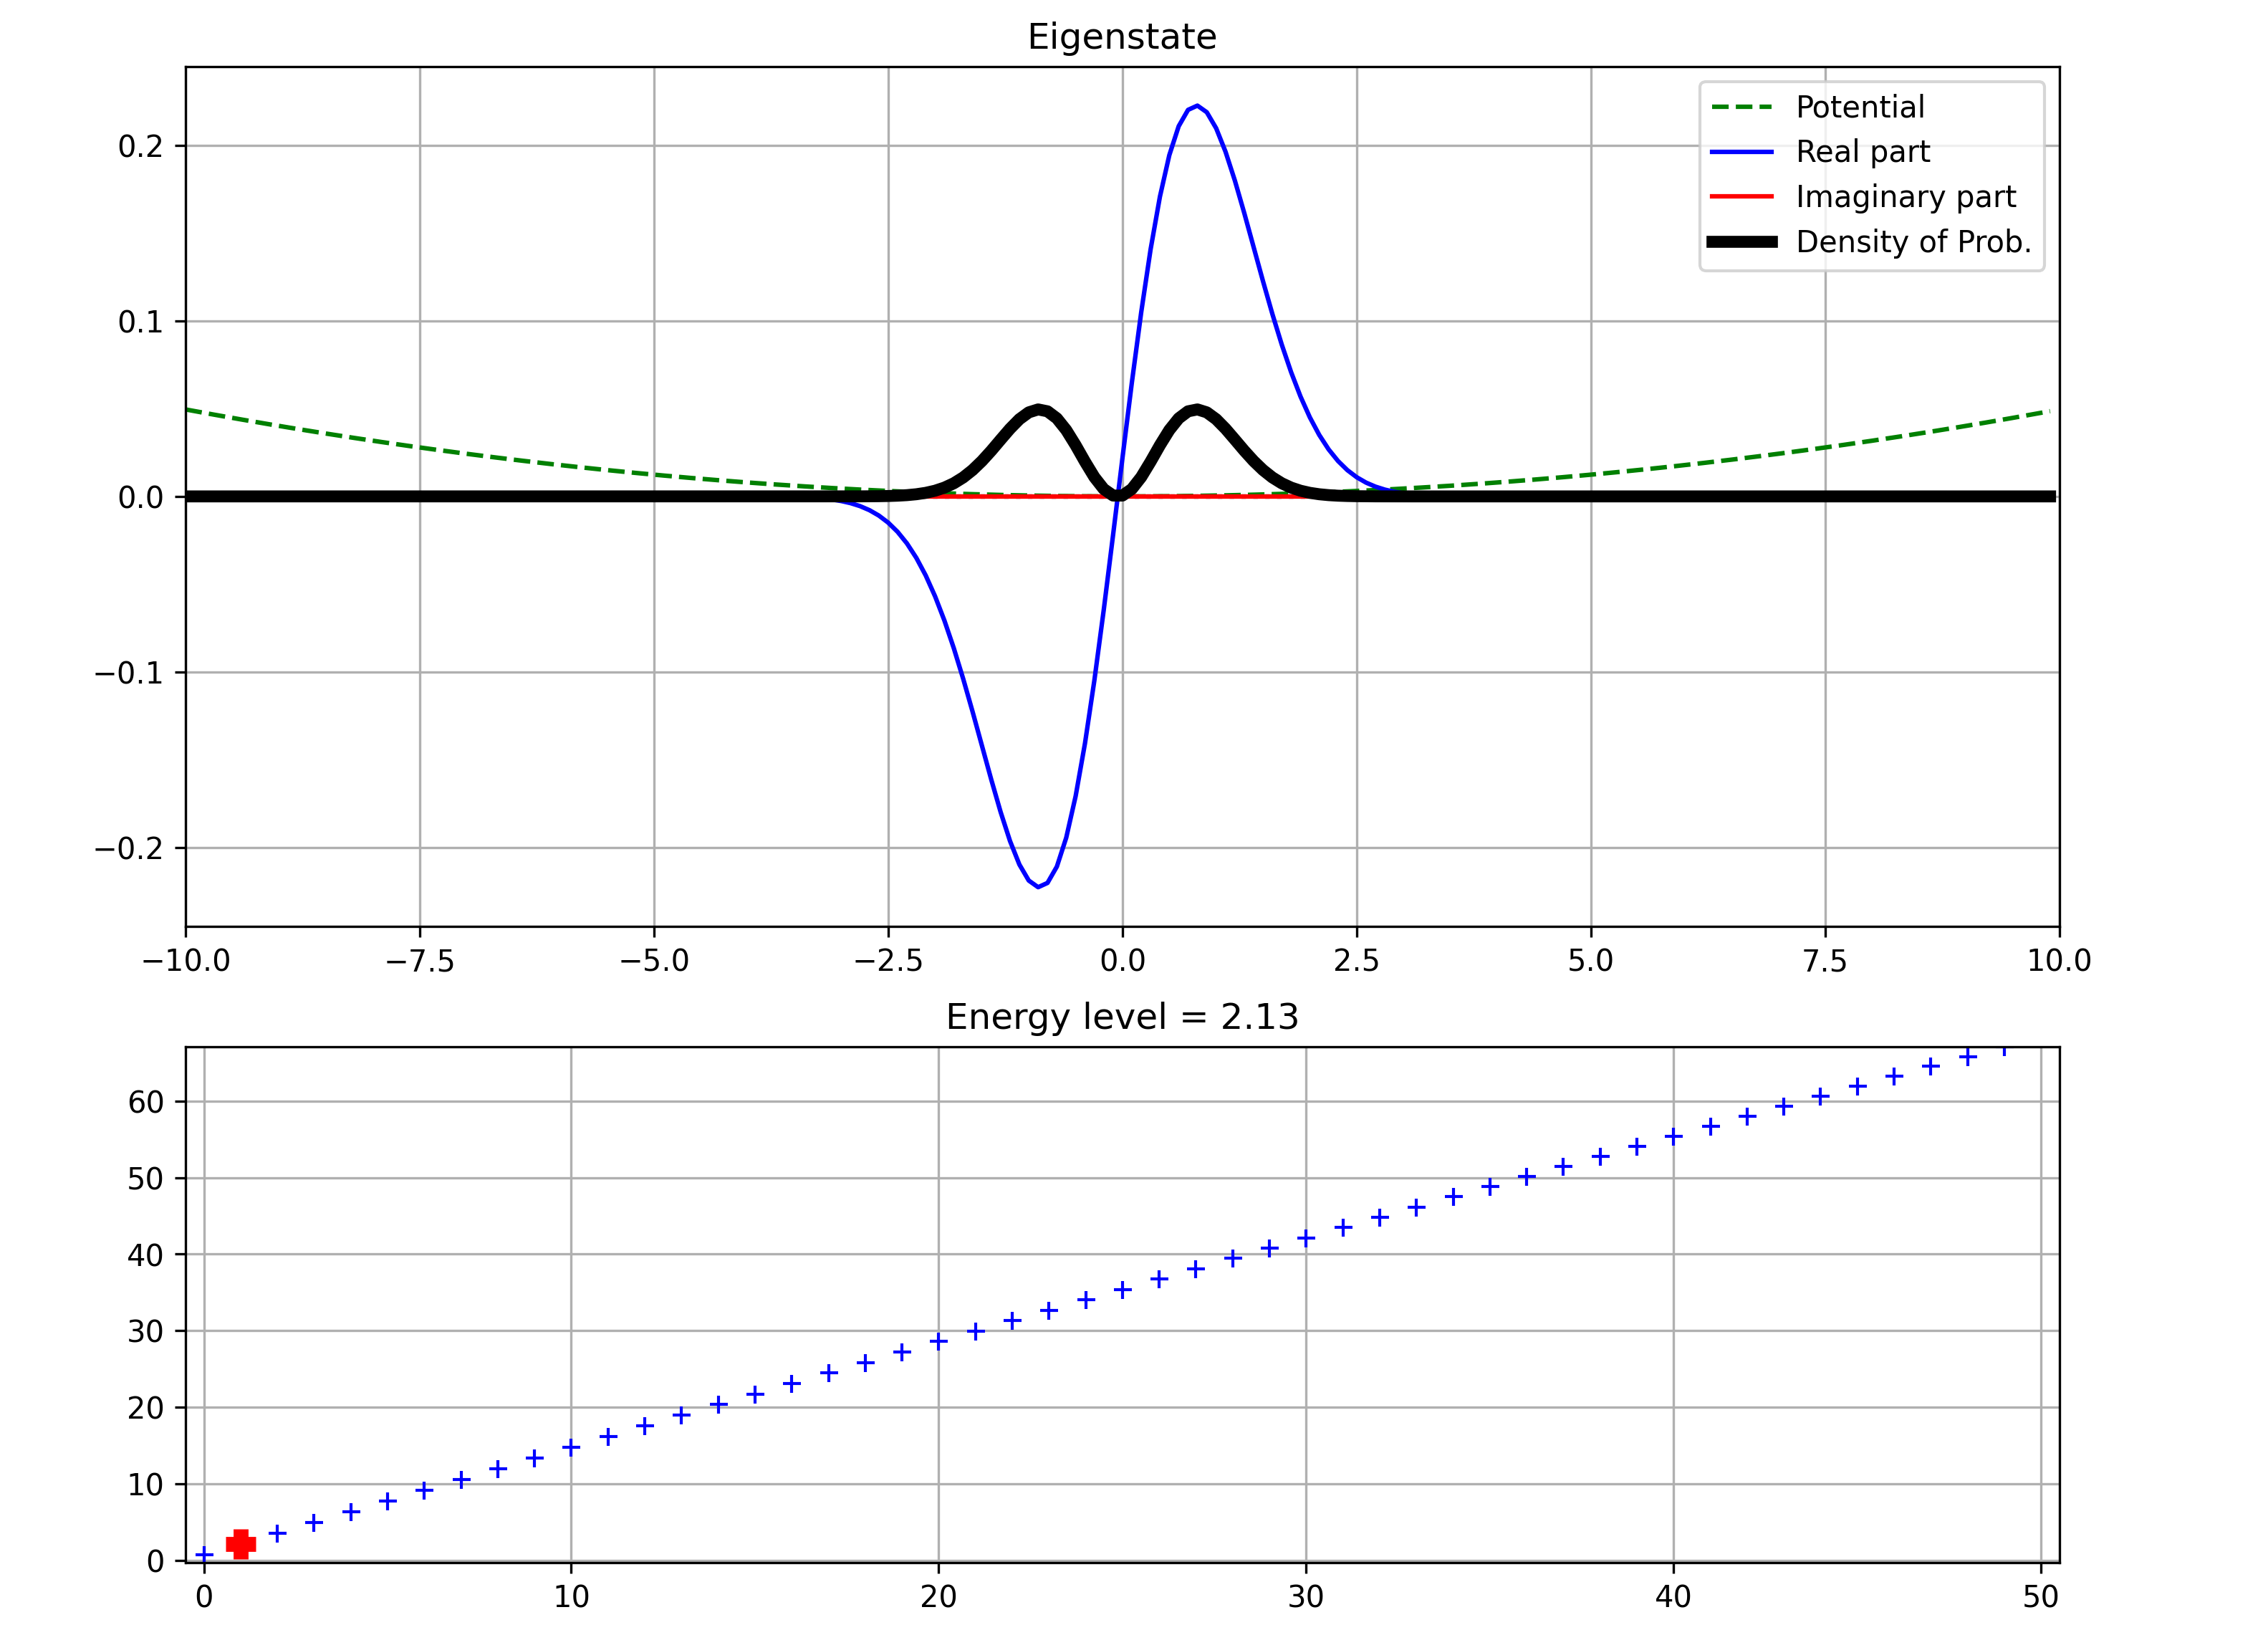 Eigenstate
Potential
Real part
Imaginary part
Density of Prob.
0.2
0.1
0.0
−0.1
−0.2
−10.0 −7.5 −5.0 −2.5 0.0 2.5 5.0 7.5 10.0
Energy level = 2.13
60
50
40
30
20
10
0
0 10 20 30 40 50